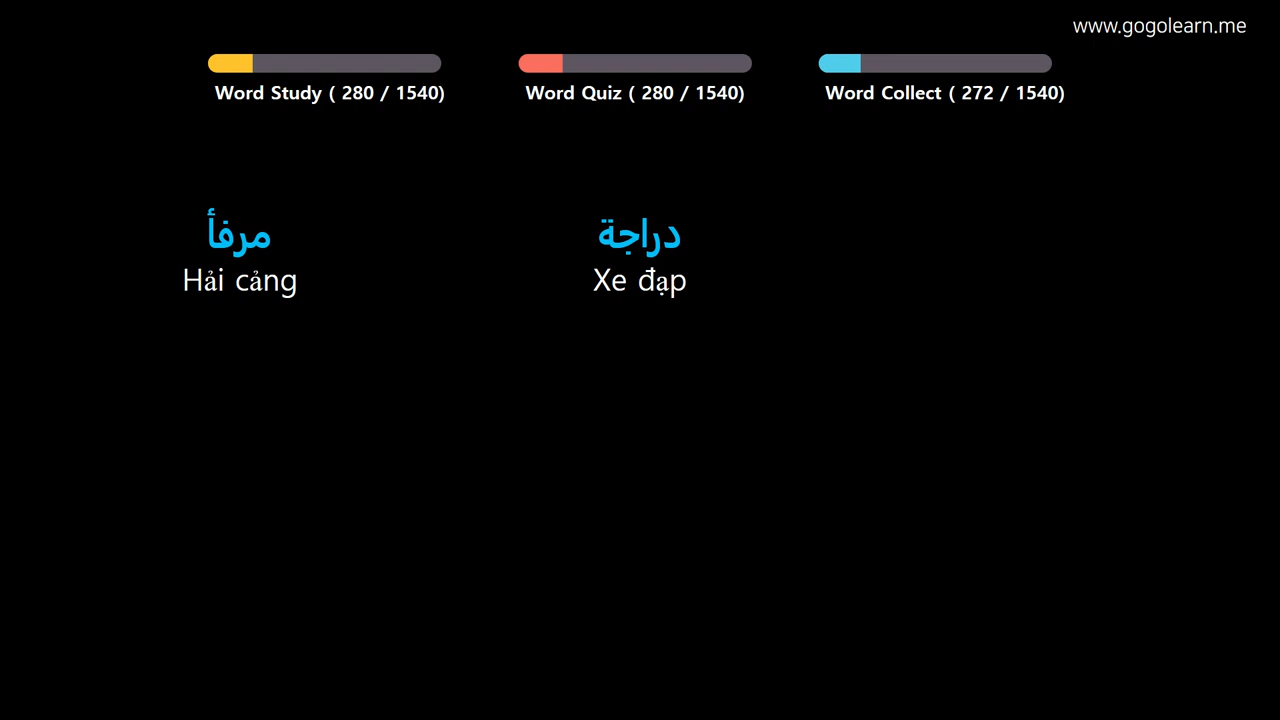 www.gogolearn.me
Word Study ( 280 / 1540)
Word Quiz ( 280 / 1540)
Word Collect ( 272 / 1540)
مرفأ
Hải cảng
دراجة
Xe đạp